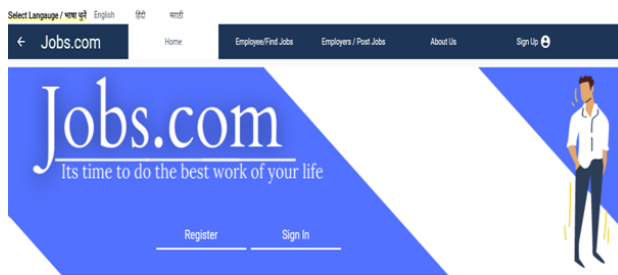 Select Langauge / भाषा चुनें English हिंदी मराठी
← Jobs.com Home Employee/Find Jobs Employers / Post Jobs About Us Sign Up
Jobs.com
Its time to do the best work of your life
Register Sign In